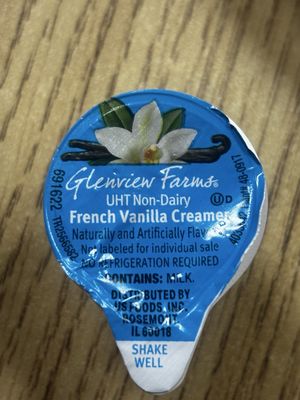 Glenview Farms®
UHT Non-Dairy
French Vanilla Creamer
Naturally and Artificially
Not labeled for individual sale
NO REFRIGERATION REQUIRED
CONTAINS: MILK.
DISTRIBUTED BY
US FOODS, INC.
ROSEMONT,
IL 60018
SHAKE
WELL
691622
U D